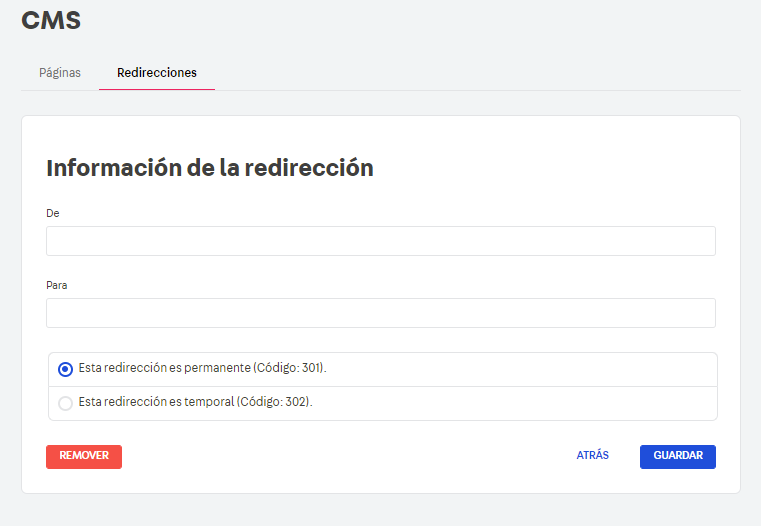 CMS
Páginas
Redirecciones
Información de la redirección
De
Para
Esta redirección es permanente (Código: 301).
Esta redirección es temporal (Código: 302).
REMOVER
ATRÁS
GUARDAR